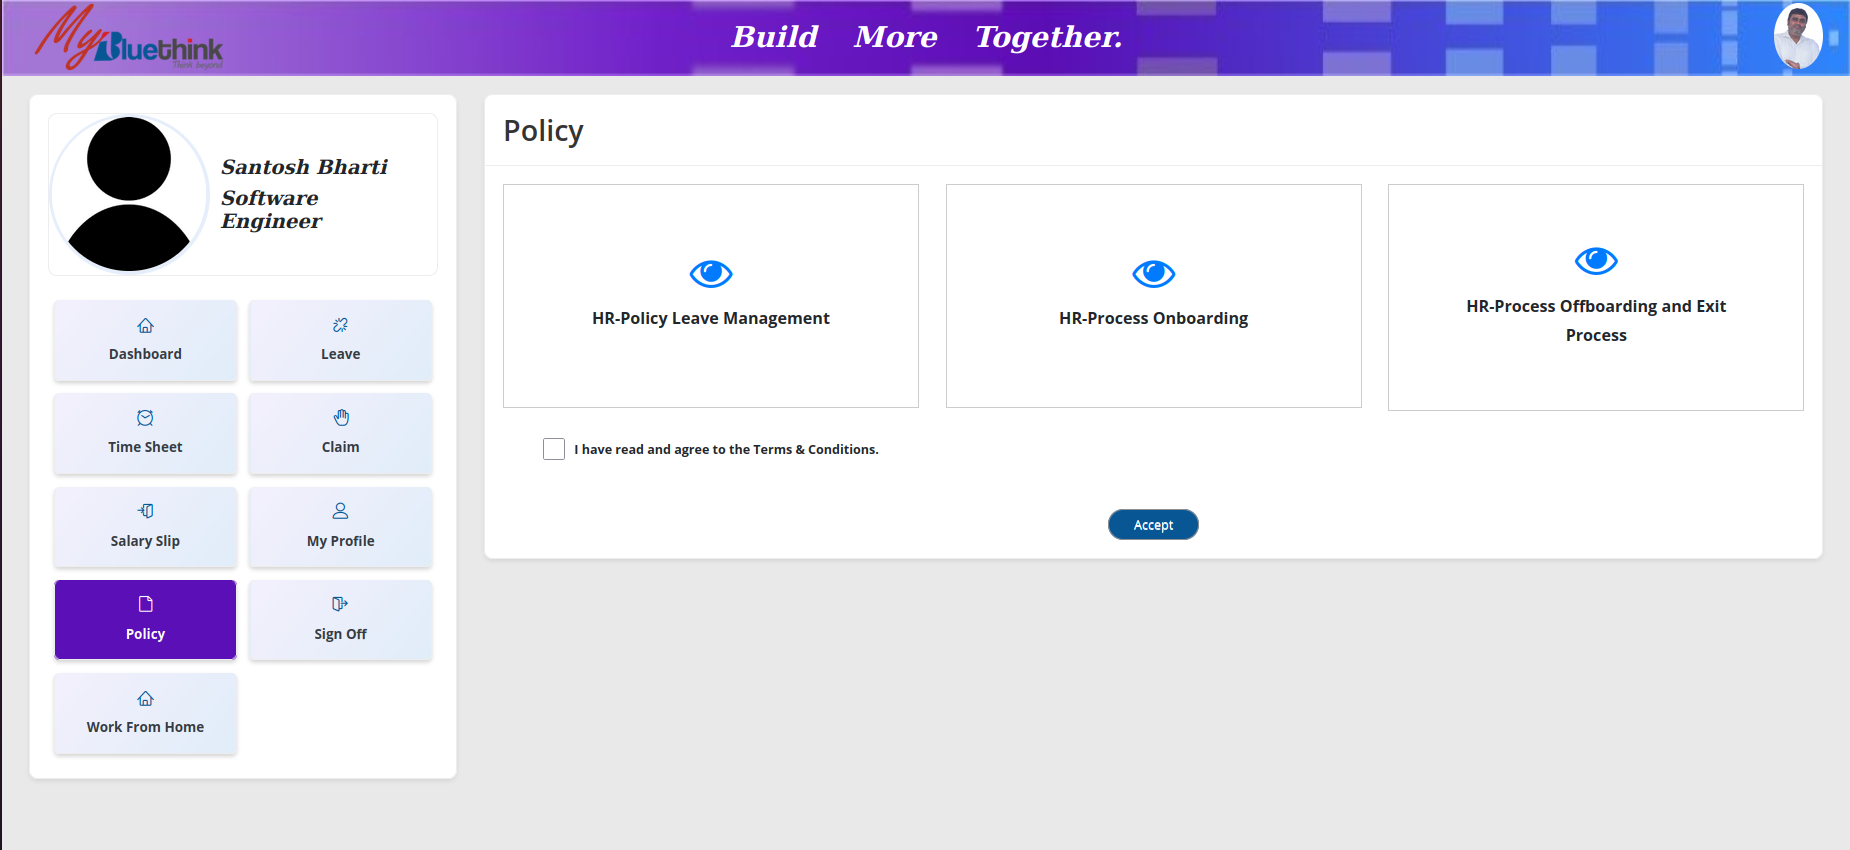 MyBluethink
Think beyond
Build More Together.
Santosh Bharti
Software
Engineer
Dashboard
Leave
Time Sheet
Claim
Salary Slip
My Profile
Policy
Sign Off
Work From Home
Policy
HR-Policy Leave Management
HR-Process Onboarding
HR-Process Offboarding and Exit
Process
I have read and agree to the Terms & Conditions.
Accept